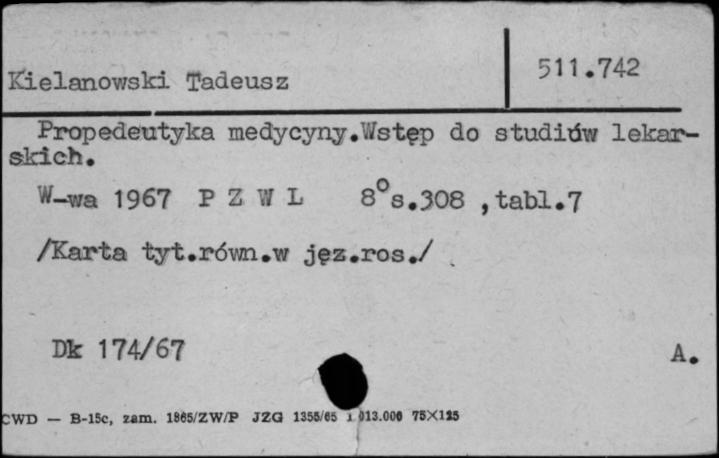 Kielanowski Tadeusz
511.742
Propedeutyka medycyny.Wstęp do studiów lekar-
skich.
W-wa 1967 P Z W L 8° s.308 ,tabl.7
/Karta tyt.równ.w jęz.ros./
Dk 174/67
A.
CWD — B-15c, zam. 1865/ZW/P JZG 1355/65 1 013.000 75×125